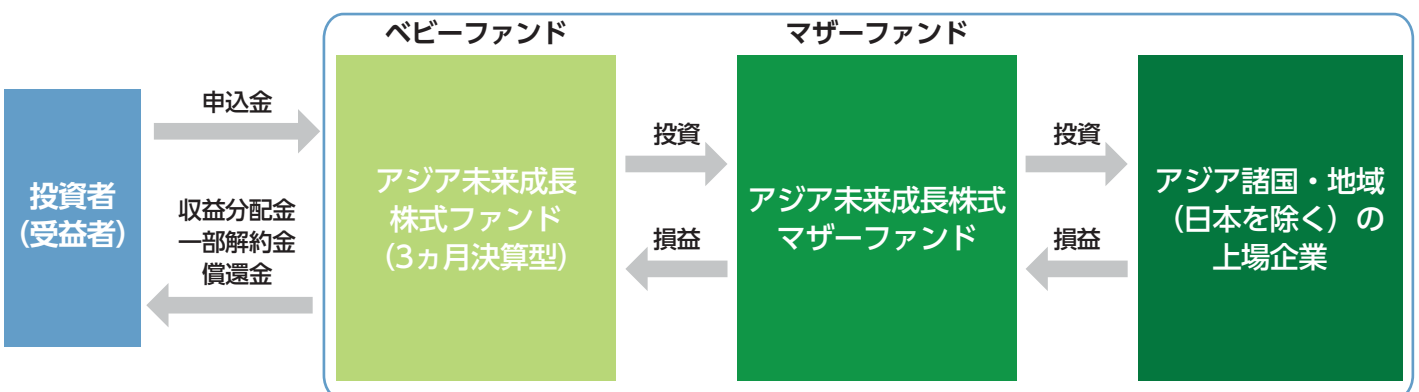 ベビーファンド
マザーファンド
投資者
（受益者）
申込金
収益分配金
一部解約金
償還金
アジア未来成長
株式ファンド
（3ヵ月決算型）
投資
損益
アジア未来成長株式
マザーファンド
投資
損益
アジア諸国・地域
（日本を除く）の
上場企業